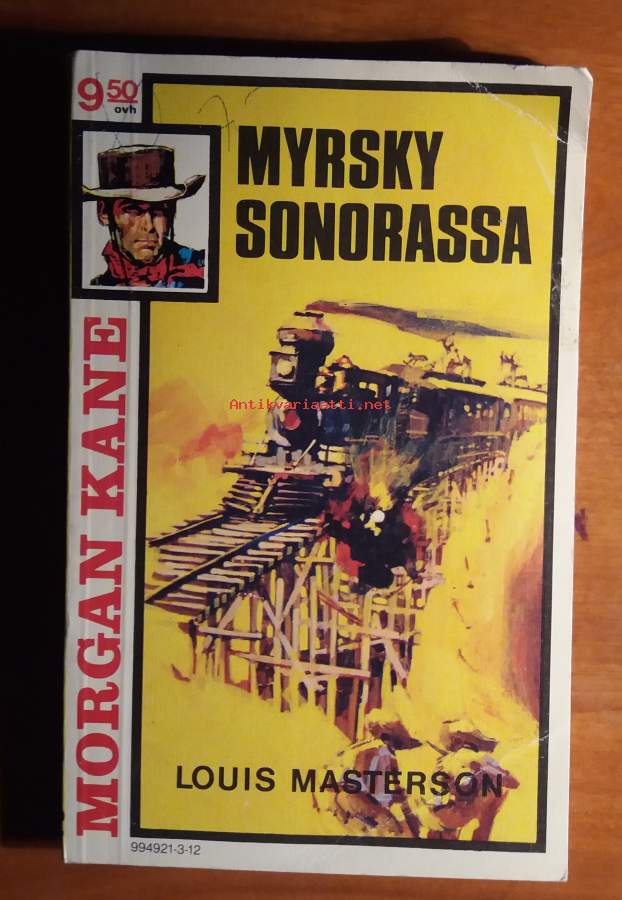 9 50
ovh
MYRSKY
SONORASSA
MORGAN KANE
Antikvariaatti.net
LOUIS MASTERSON
994921-3-12